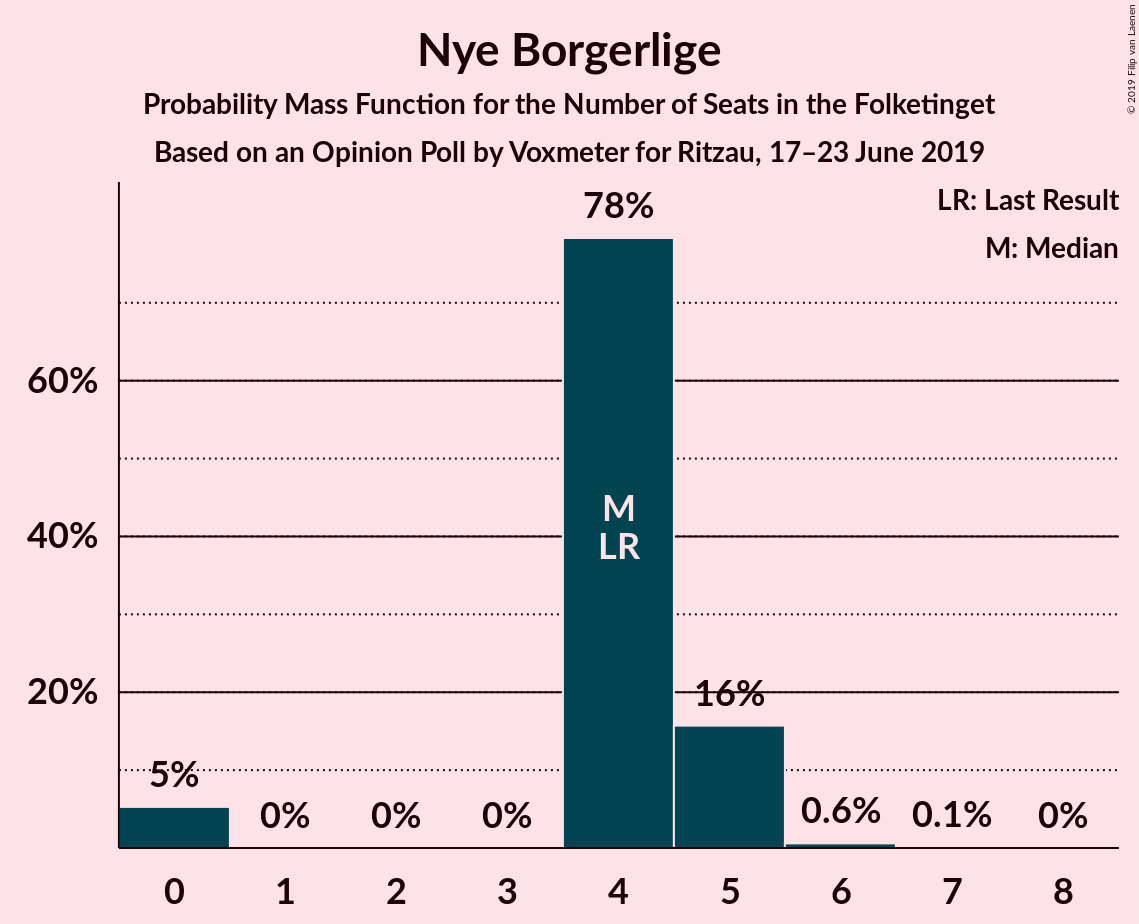 Nye Borgerlige
Probability Mass Function for the Number of Seats in the Folketinget
Based on an Opinion Poll by Voxmeter for Ritzau, 17–23 June 2019
© 2019 Filip van Laenen
LR: Last Result
M: Median
78%
60%
40%
20%
M
LR
16%
5%
0%
0%
0%
0.6%
0.1%
0%
0 1 2 3 4 5 6 7 8